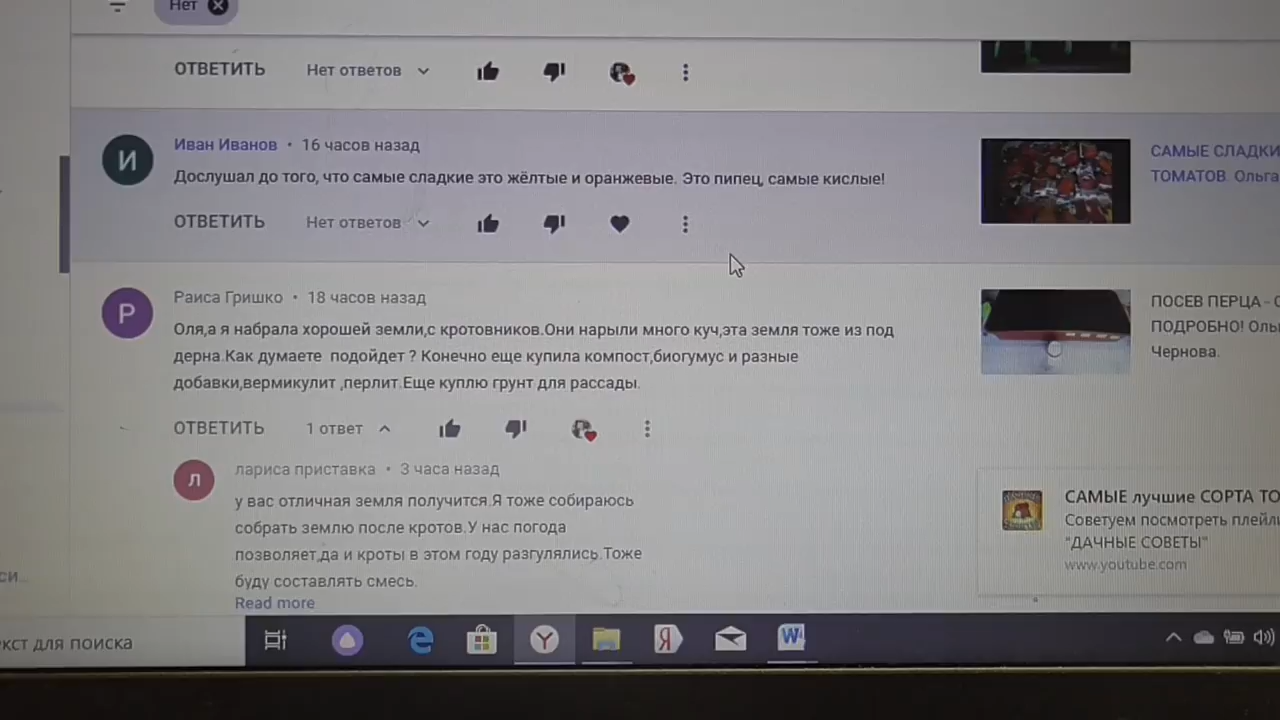 Нет
ОТВЕТИТЬ Нет ответов
И Иван Иванов • 16 часов назад
Дослушал до того, что самые сладкие это жёлтые и оранжевые. Это пипец, самые кислые!
ОТВЕТИТЬ Нет ответов
САМЫЕ СЛАДКИ
ТОМАТОВ Ольга
Р Раиса Гришко • 18 часов назад
Оля,а я набрала хорошей земли,с кротовников.Они нарыли много куч,эта земля тоже из под
дерна.Как думаете подойдет ? Конечно еще купила компост,биогумус и разные
добавки,вермикулит ,перлит.Еще куплю грунт для рассады.
ПОСЕВ ПЕРЦА - С
ПОДРОБНО! Оль
Чернова.
ОТВЕТИТЬ 1 ответ
Л лариса приставка • 3 часа назад
у вас отличная земля получится.Я тоже собираюсь
собрать землю после кротов.У нас погода
позволяет,да и кроты в этом году разгулялись.Тоже
буду составлять смесь.
Read more
САМЫЕ лучшие СОРТА ТО
Советуем посмотреть плейли
"ДАЧНЫЕ СОВЕТЫ"
www.youtube.com
си...
екст для поиска